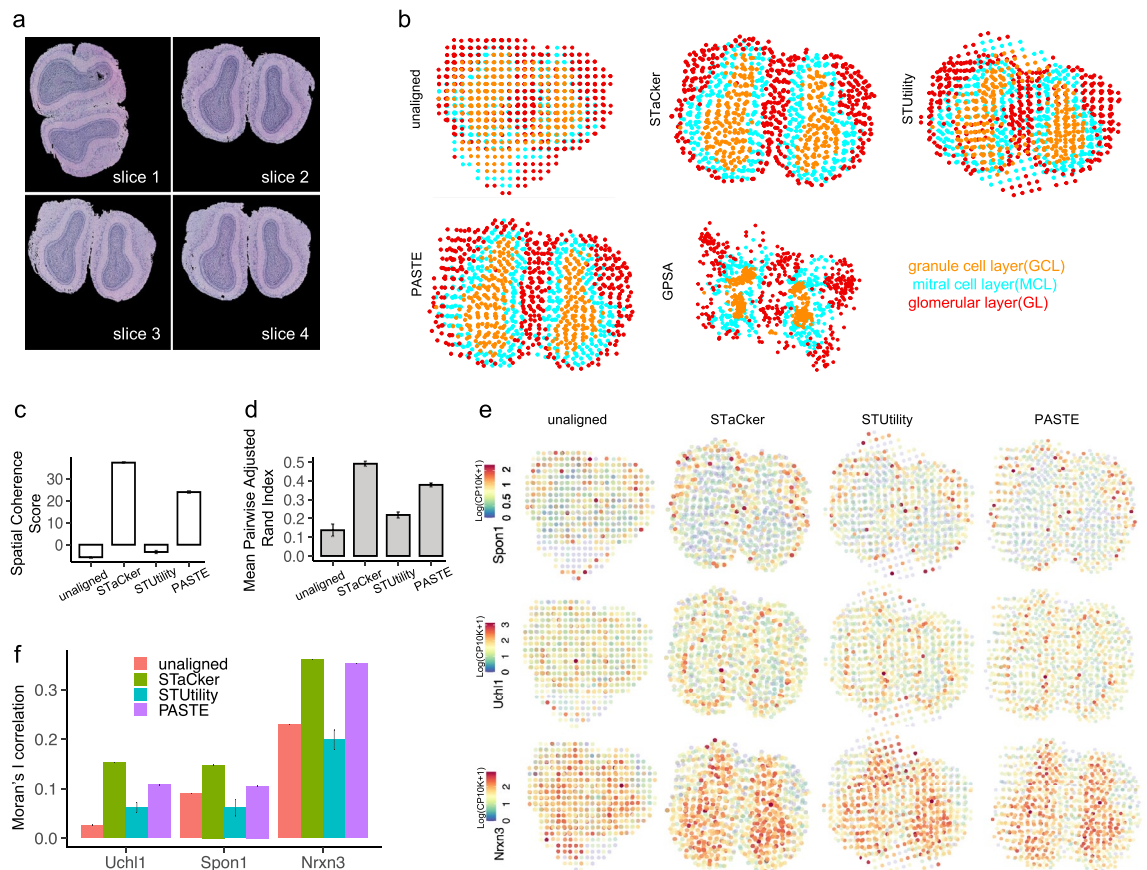 a
slice 1
slice 2
slice 3
slice 4
b
unaligned
STaCker
STUtility
PASTE
GPSA
granule cell layer(GCL)
mitral cell layer(MCL)
glomerular layer(GL)
c
Spatial Coherence
Score
30
20
10
0
unaligned
STaCker
STUtility
PASTE
d
Mean Pairwise Adjusted
Rand Index
0.5
0.4
0.3
0.2
0.1
0.0
unaligned
STaCker
STUtility
PASTE
e
unaligned
STaCker
STUtility
PASTE
Log(CP10K+1)
0 0.5 1 2
Spon1
Log(CP10K+1)
0 1 2 3
Uchl1
Log(CP10K+1)
0 1 2
Nrxn3
f
Moran's I correlation
0.3
0.2
0.1
0.0
unaligned
STaCker
STUtility
PASTE
Uchl1
Spon1
Nrxn3